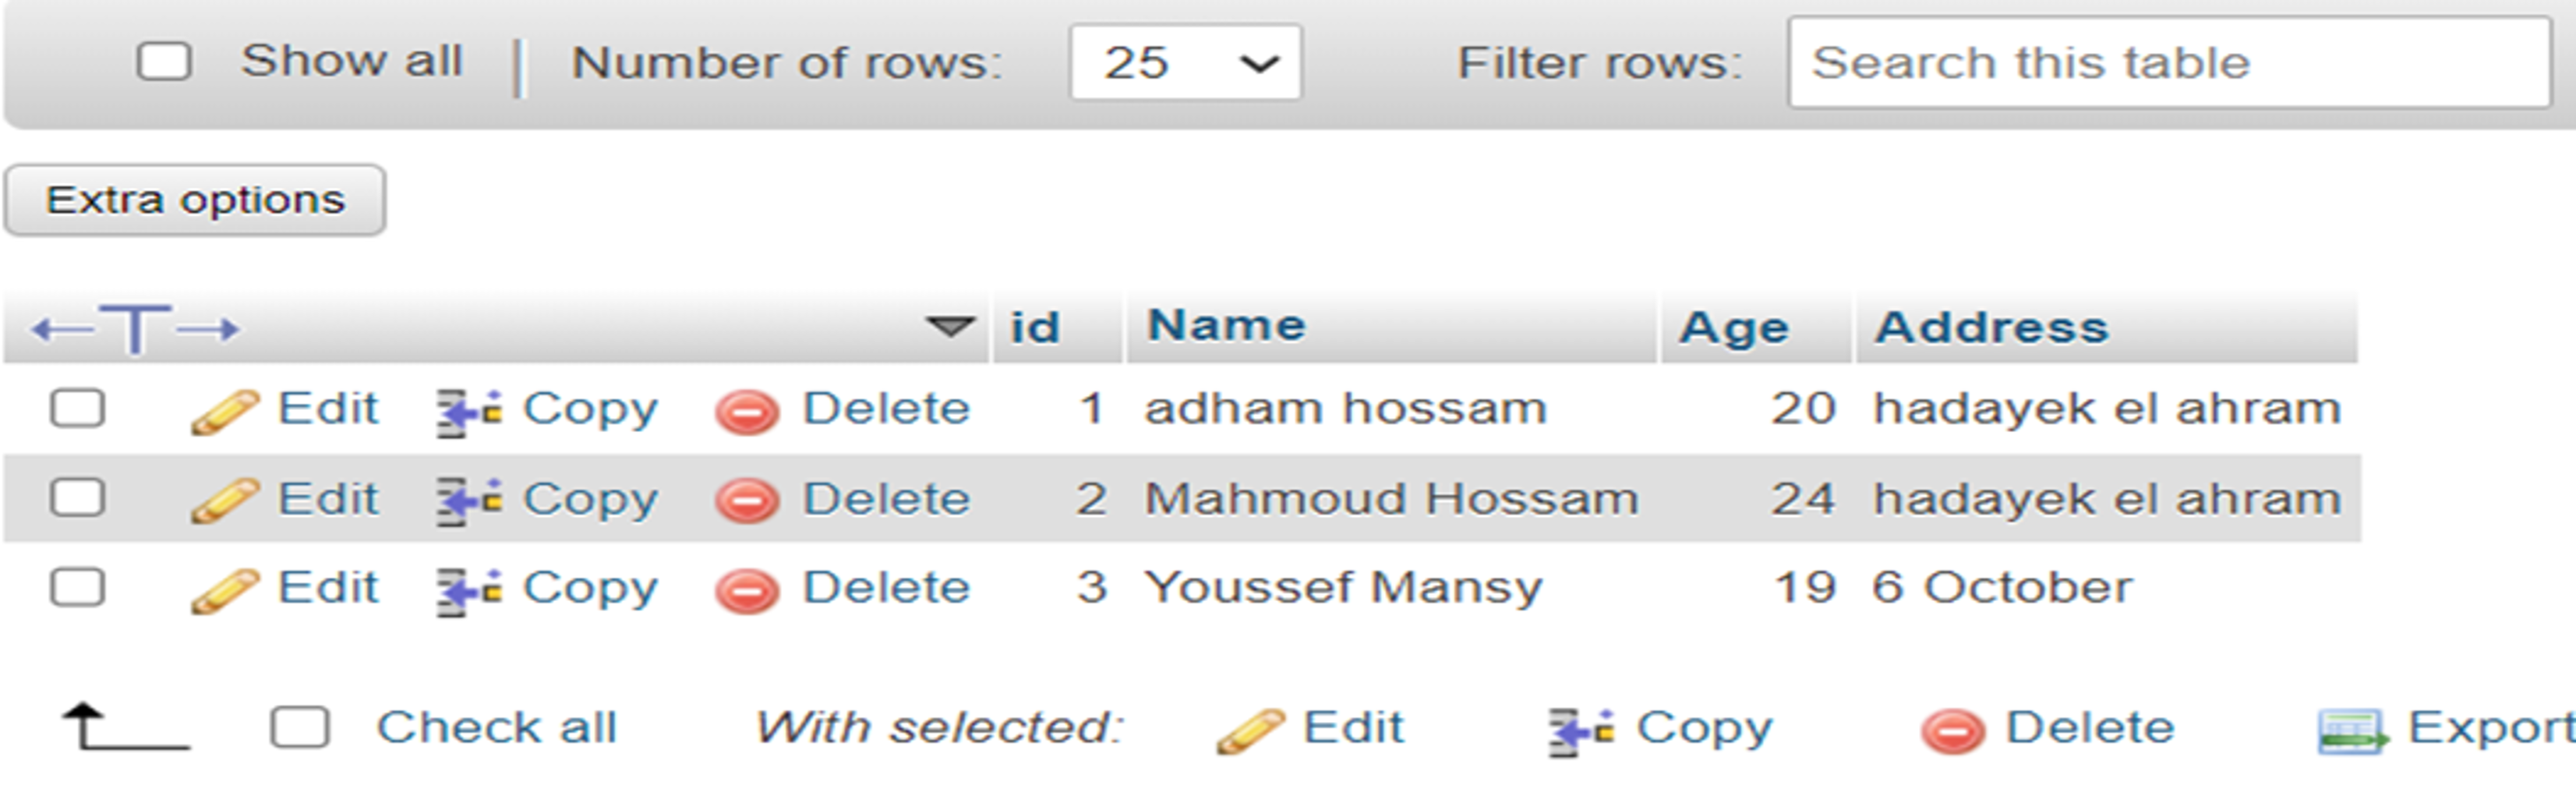 Show all | Number of rows: 25 Filter rows: Search this table
Extra options
←T→ id Name Age Address
Edit Copy Delete 1 adham hossam 20 hadayek el ahram
Edit Copy Delete 2 Mahmoud Hossam 24 hadayek el ahram
Edit Copy Delete 3 Youssef Mansy 19 6 October
Check all With selected: Edit Copy Delete Export